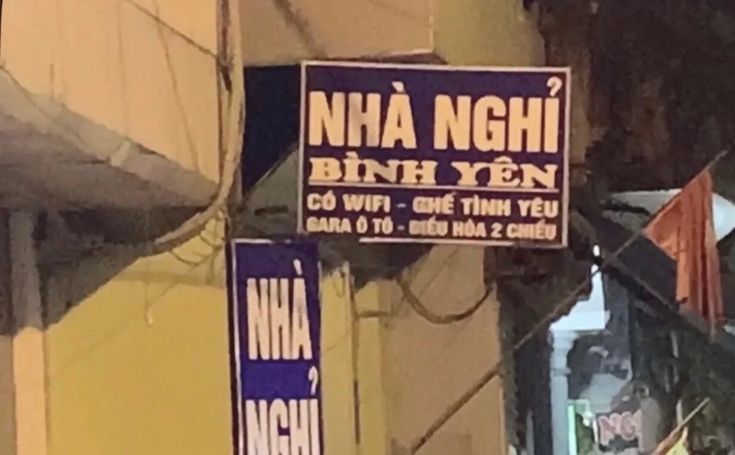 NHÀ NGHỈ
BÌNH YÊN
CÓ WIFI - GHẾ TÌNH YÊU
GARA Ô TÔ - ĐIỀU HÒA 2 CHIỀU
NHÀ
NGHỈ